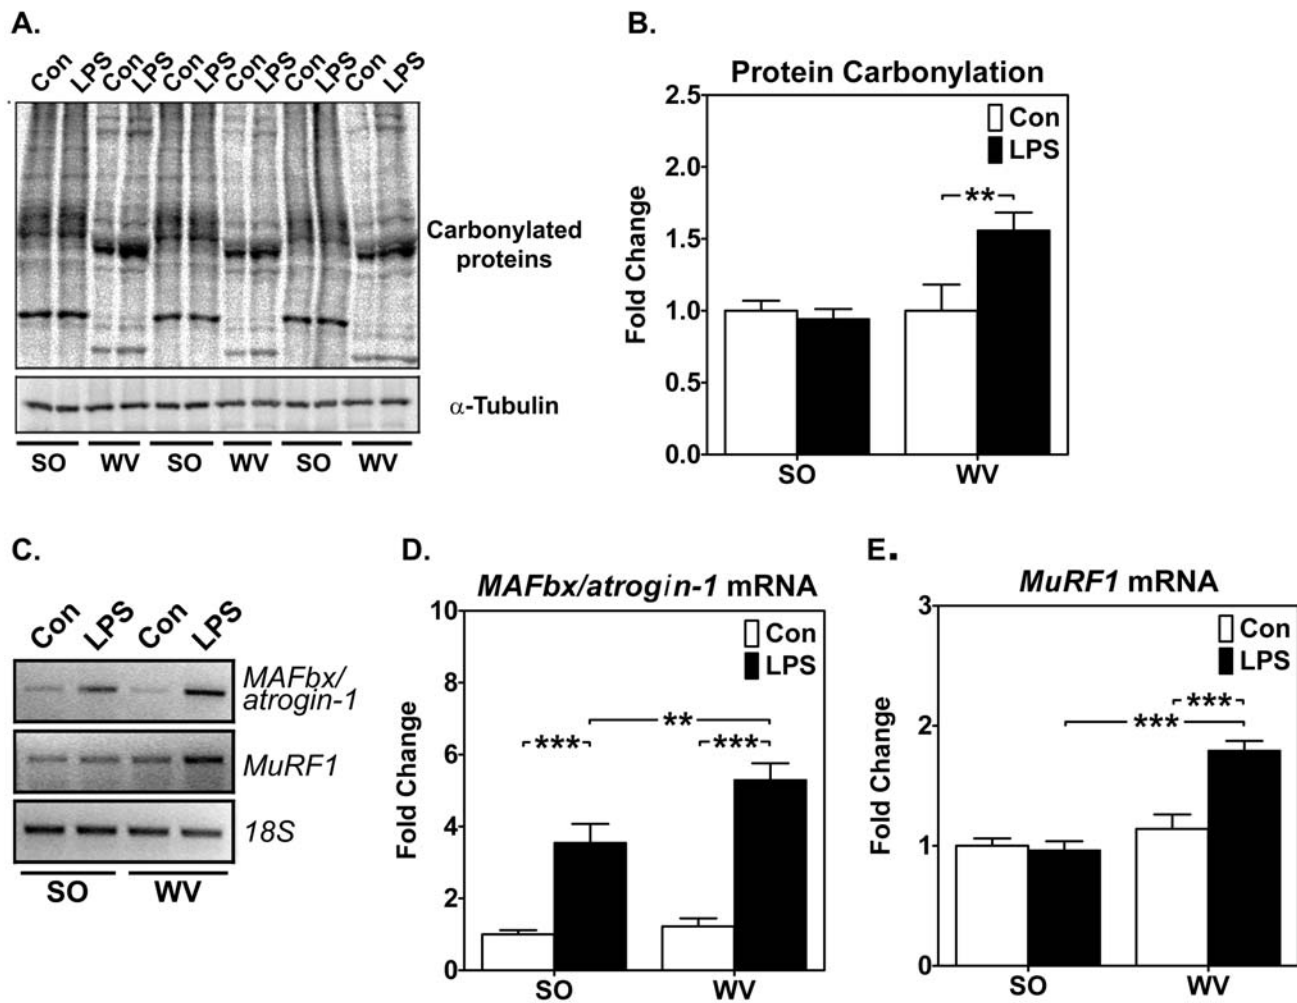 A.
Con LPS Con LPS Con LPS Con LPS Con LPS Con LPS
Carbonylated
proteins
α-Tubulin
SO WV SO WV SO WV
B.
Protein Carbonylation
2.5
2.0
1.5
1.0
0.5
0.0
Fold Change
Con
LPS
**
SO WV
C.
Con LPS Con LPS
MAFbx/
atrogin-1
MuRF1
18S
SO WV
D.
MAFbx/atrogin-1 mRNA
10
8
6
4
2
0
Fold Change
Con
LPS
**
*** ***
SO WV
E.
MuRF1 mRNA
3
2
1
0
Fold Change
Con
LPS
***
***
SO WV